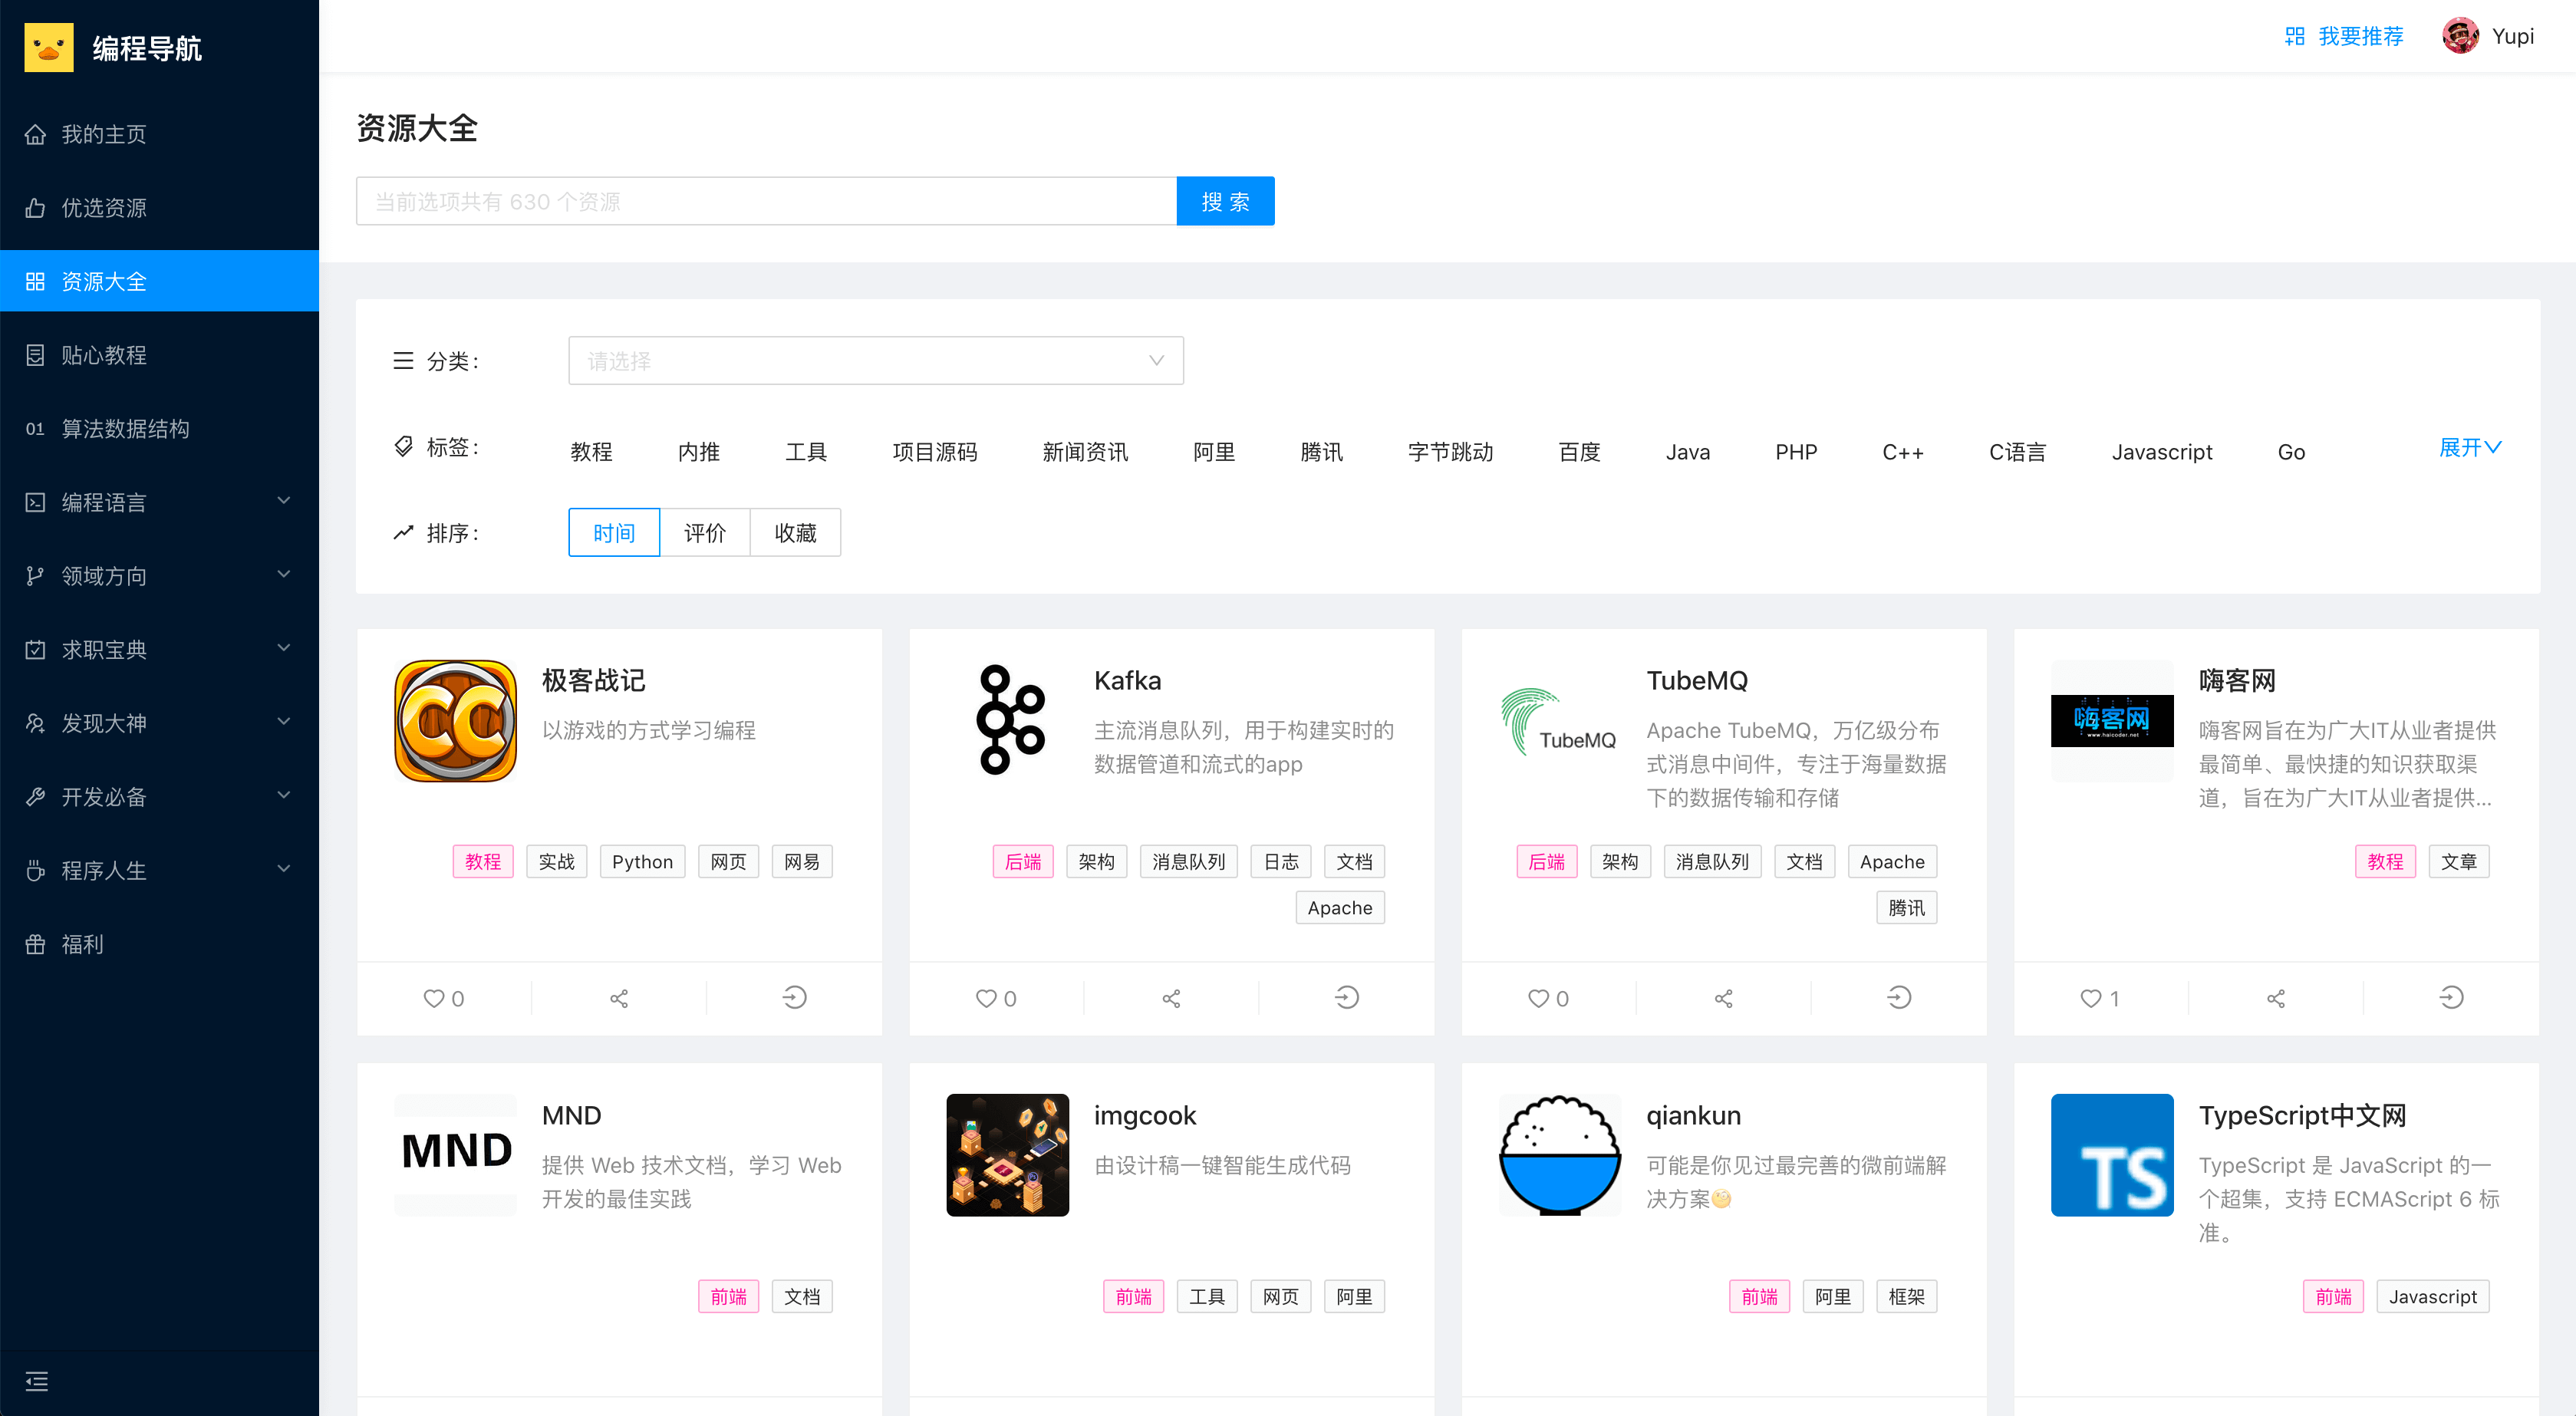 编程导航
我要推荐 Yupi
我的主页
优选资源
资源大全
贴心教程
01 算法数据结构
编程语言
领域方向
求职宝典
发现大神
开发必备
程序人生
福利
资源大全
当前选项共有 630 个资源 搜 索
分类: 请选择
标签: 教程 内推 工具 项目源码 新闻资讯 阿里 腾讯 字节跳动 百度 Java PHP C++ C语言 Javascript Go 展开
排序: 时间 评价 收藏
CC
极客战记
以游戏的方式学习编程
教程 实战 Python 网页 网易
0
Kafka
主流消息队列，用于构建实时的
数据管道和流式的app
后端 架构 消息队列 日志 文档
Apache
0
TubeMQ
TubeMQ
Apache TubeMQ，万亿级分布
式消息中间件，专注于海量数据
下的数据传输和存储
后端 架构 消息队列 文档 Apache
腾讯
0
嗨客网
www.haicoder.net
嗨客网
嗨客网旨在为广大IT从业者提供
最简单、最快捷的知识获取渠
道，旨在为广大IT从业者提供...
教程 文章
1
MND
MND
提供 Web 技术文档，学习 Web
开发的最佳实践
前端 文档
imgcook
由设计稿一键智能生成代码
前端 工具 网页 阿里
qiankun
可能是你见过最完善的微前端解
决方案🧐
前端 阿里 框架
TS
TypeScript中文网
TypeScript 是 JavaScript 的一
个超集，支持 ECMAScript 6 标
准。
前端 Javascript